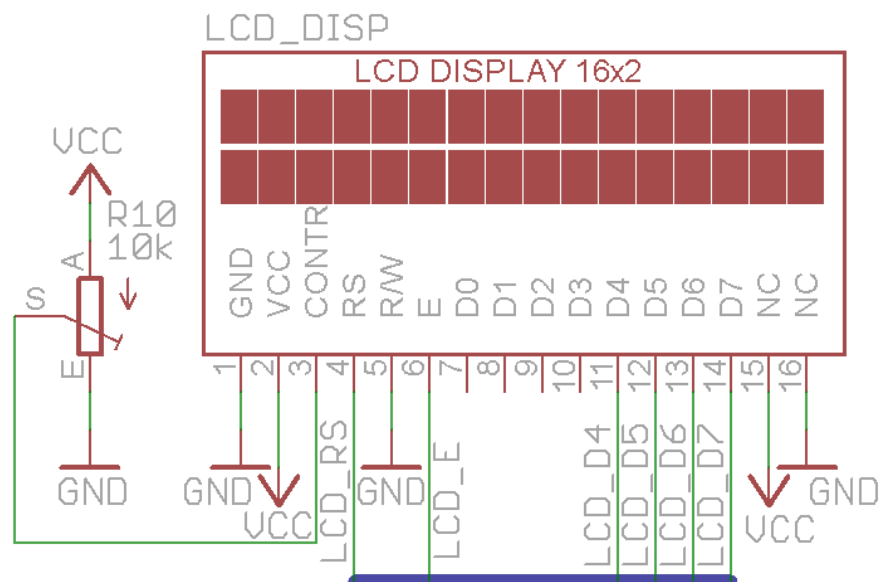 LCD_DISP
LCD DISPLAY 16x2
VCC
R10
10k
A
S
E
GND
GND
VCC
CONTR
RS
R/W
E
D0
D1
D2
D3
D4
D5
D6
D7
NC
NC
1
2
3
4
5
6
7
8
9
10
11
12
13
14
15
16
GND
VCC
LCD_RS
GND
LCD_E
LCD_D4
LCD_D5
LCD_D6
LCD_D7
VCC
GND